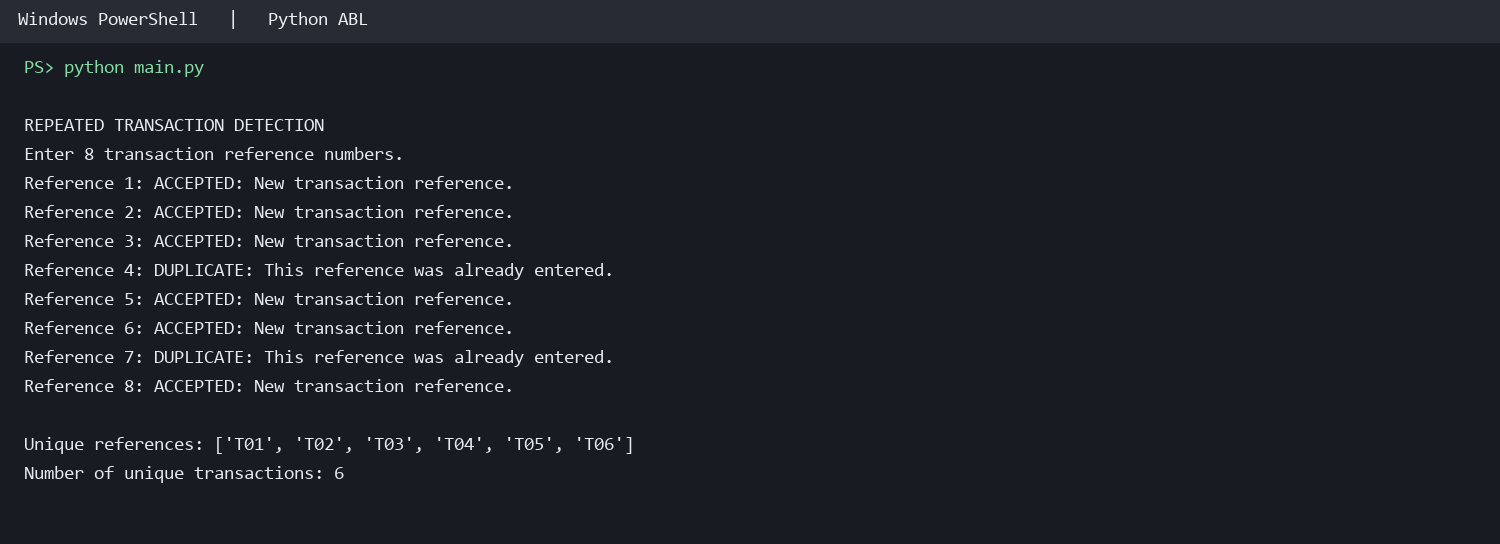 Windows PowerShell | Python ABL
PS> python main.py
REPEATED TRANSACTION DETECTION
Enter 8 transaction reference numbers.
Reference 1: ACCEPTED: New transaction reference.
Reference 2: ACCEPTED: New transaction reference.
Reference 3: ACCEPTED: New transaction reference.
Reference 4: DUPLICATE: This reference was already entered.
Reference 5: ACCEPTED: New transaction reference.
Reference 6: ACCEPTED: New transaction reference.
Reference 7: DUPLICATE: This reference was already entered.
Reference 8: ACCEPTED: New transaction reference.
Unique references: ['T01', 'T02', 'T03', 'T04', 'T05', 'T06']
Number of unique transactions: 6